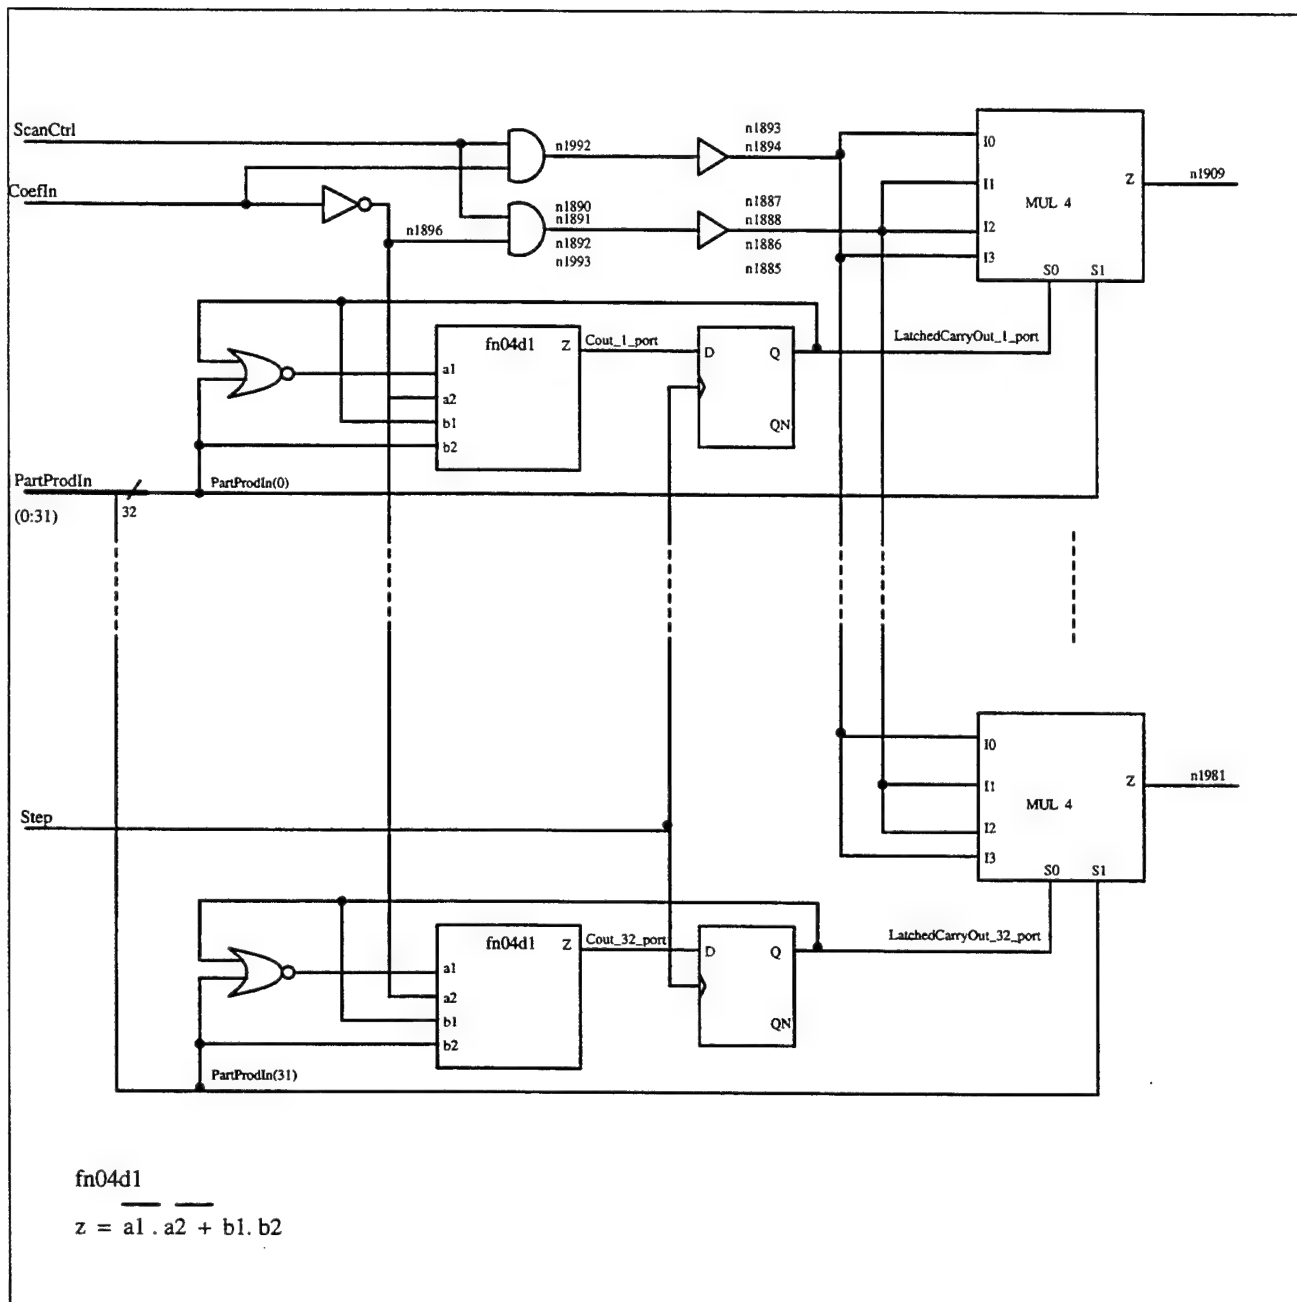 ScanCtrl
CoefIn
n1992
n1893
n1894
n1896
n1890
n1891
n1892
n1993
n1887
n1888
n1886
n1885
I0
I1
I2
I3
MUL 4
Z
S0
S1
n1909
fn04d1
Z
a1
a2
b1
b2
Cout_1_port
D
Q
QN
LatchedCarryOut_1_port
PartProdIn
(0:31)
32
PartProdIn(0)
I0
I1
I2
I3
MUL 4
Z
S0
S1
n1981
Step
fn04d1
Z
a1
a2
b1
b2
Cout_32_port
D
Q
QN
LatchedCarryOut_32_port
PartProdIn(31)
fn04d1
z = a1 . a2 + b1. b2